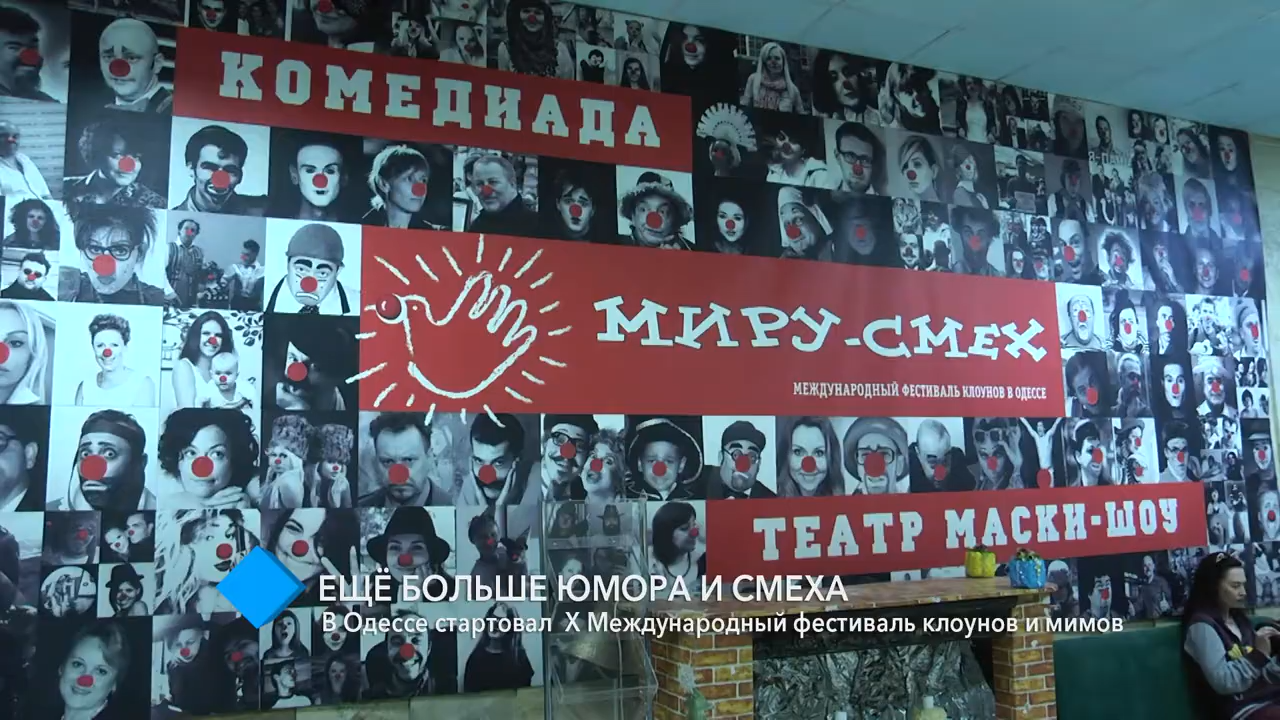 КОМЕДИАДА
МИРУ-СМЕХ
МЕЖДУНАРОДНЫЙ ФЕСТИВАЛЬ КЛОУНОВ В ОДЕССЕ
ТЕАТР МАСКИ-ШОУ
ЕЩЁ БОЛЬШЕ ЮМОРА И СМЕХА
В Одессе стартовал X Международный фестиваль клоунов и мимов